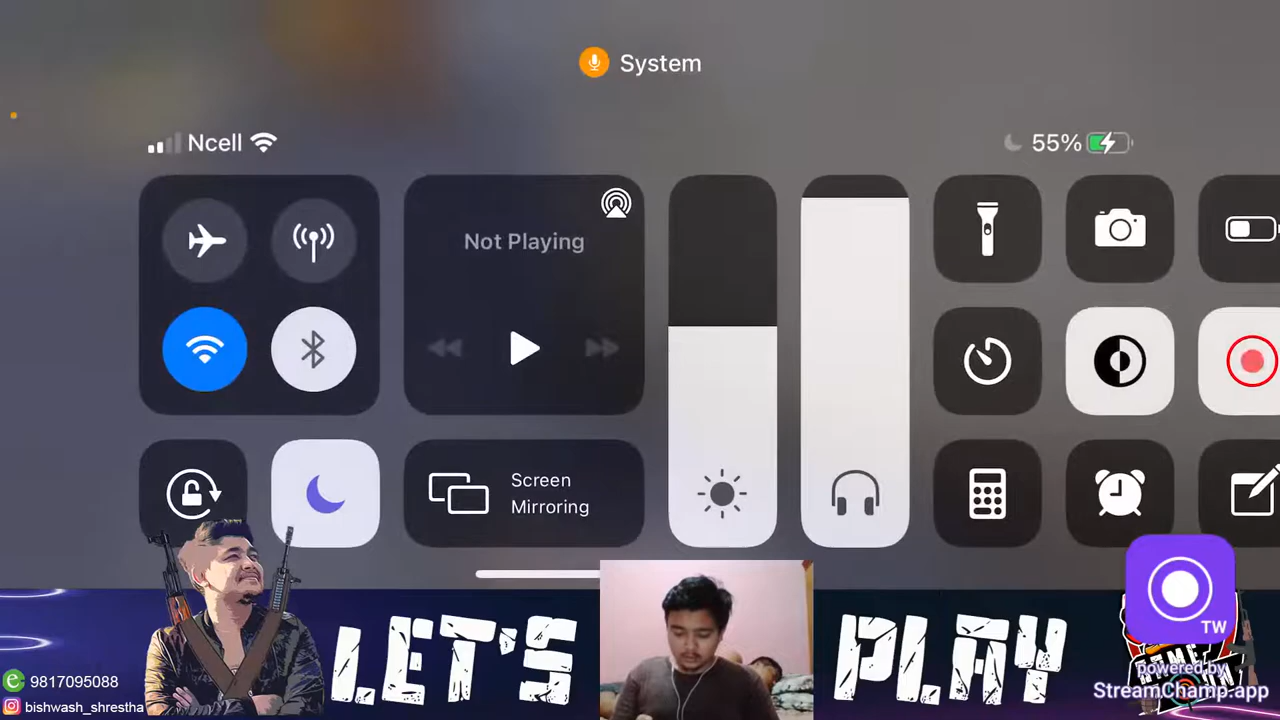 System
Ncell
55%
Not Playing
Screen
Mirroring
LET'S
PLAY
TW
9817095088
bishwash_shrestha
powered by
StreamChamp.app